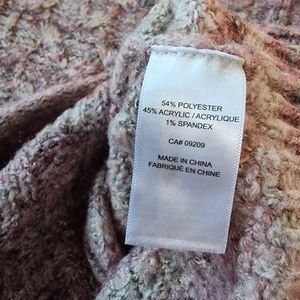 54% POLYESTER
45% ACRYLIC / ACRYLIQUE
1% SPANDEX
CA# 09209
MADE IN CHINA
FABRIQUÉ EN CHINE